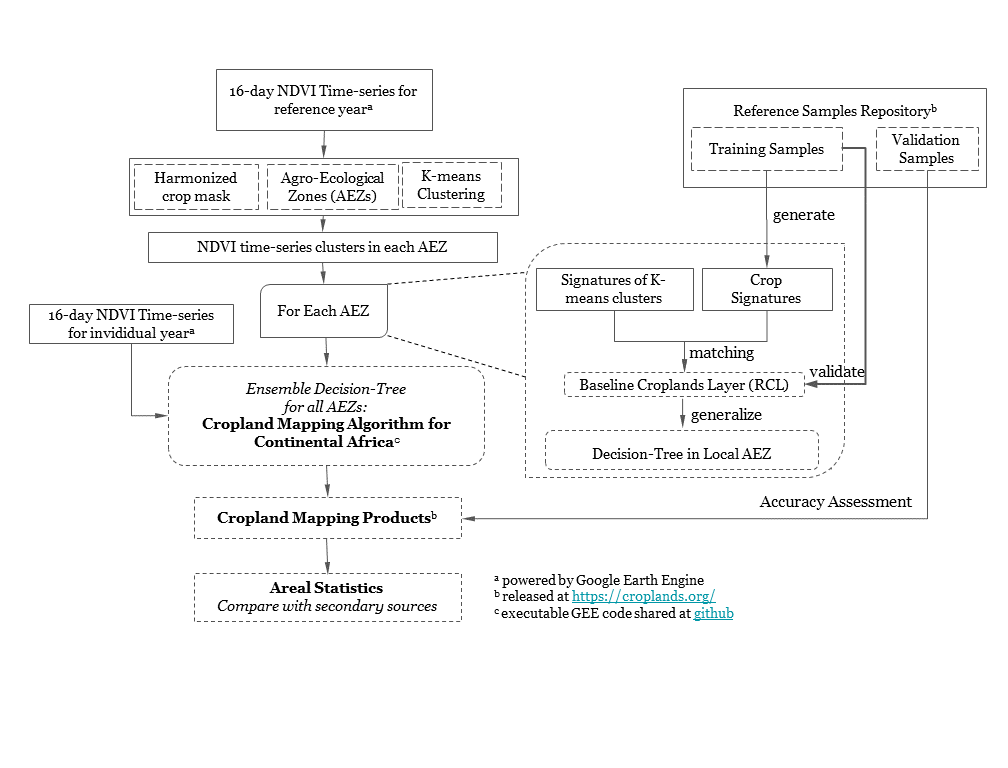 16-day NDVI Time-series for
reference yearᵃ
Harmonized
crop mask
Agro-Ecological
Zones (AEZs)
K-means
Clustering
NDVI time-series clusters in each AEZ
For Each AEZ
16-day NDVI Time-series
for invididual yearᵃ
Ensemble Decision-Tree
for all AEZs:
Cropland Mapping Algorithm for
Continental Africaᶜ
Cropland Mapping Productsᵇ
Areal Statistics
Compare with secondary sources
Reference Samples Repositoryᵇ
Training Samples
Validation
Samples
generate
Signatures of K-
means clusters
Crop
Signatures
matching
validate
Baseline Croplands Layer (RCL)
generalize
Decision-Tree in Local AEZ
Accuracy Assessment
ᵃ powered by Google Earth Engine
ᵇ released at https://croplands.org/
ᶜ executable GEE code shared at github